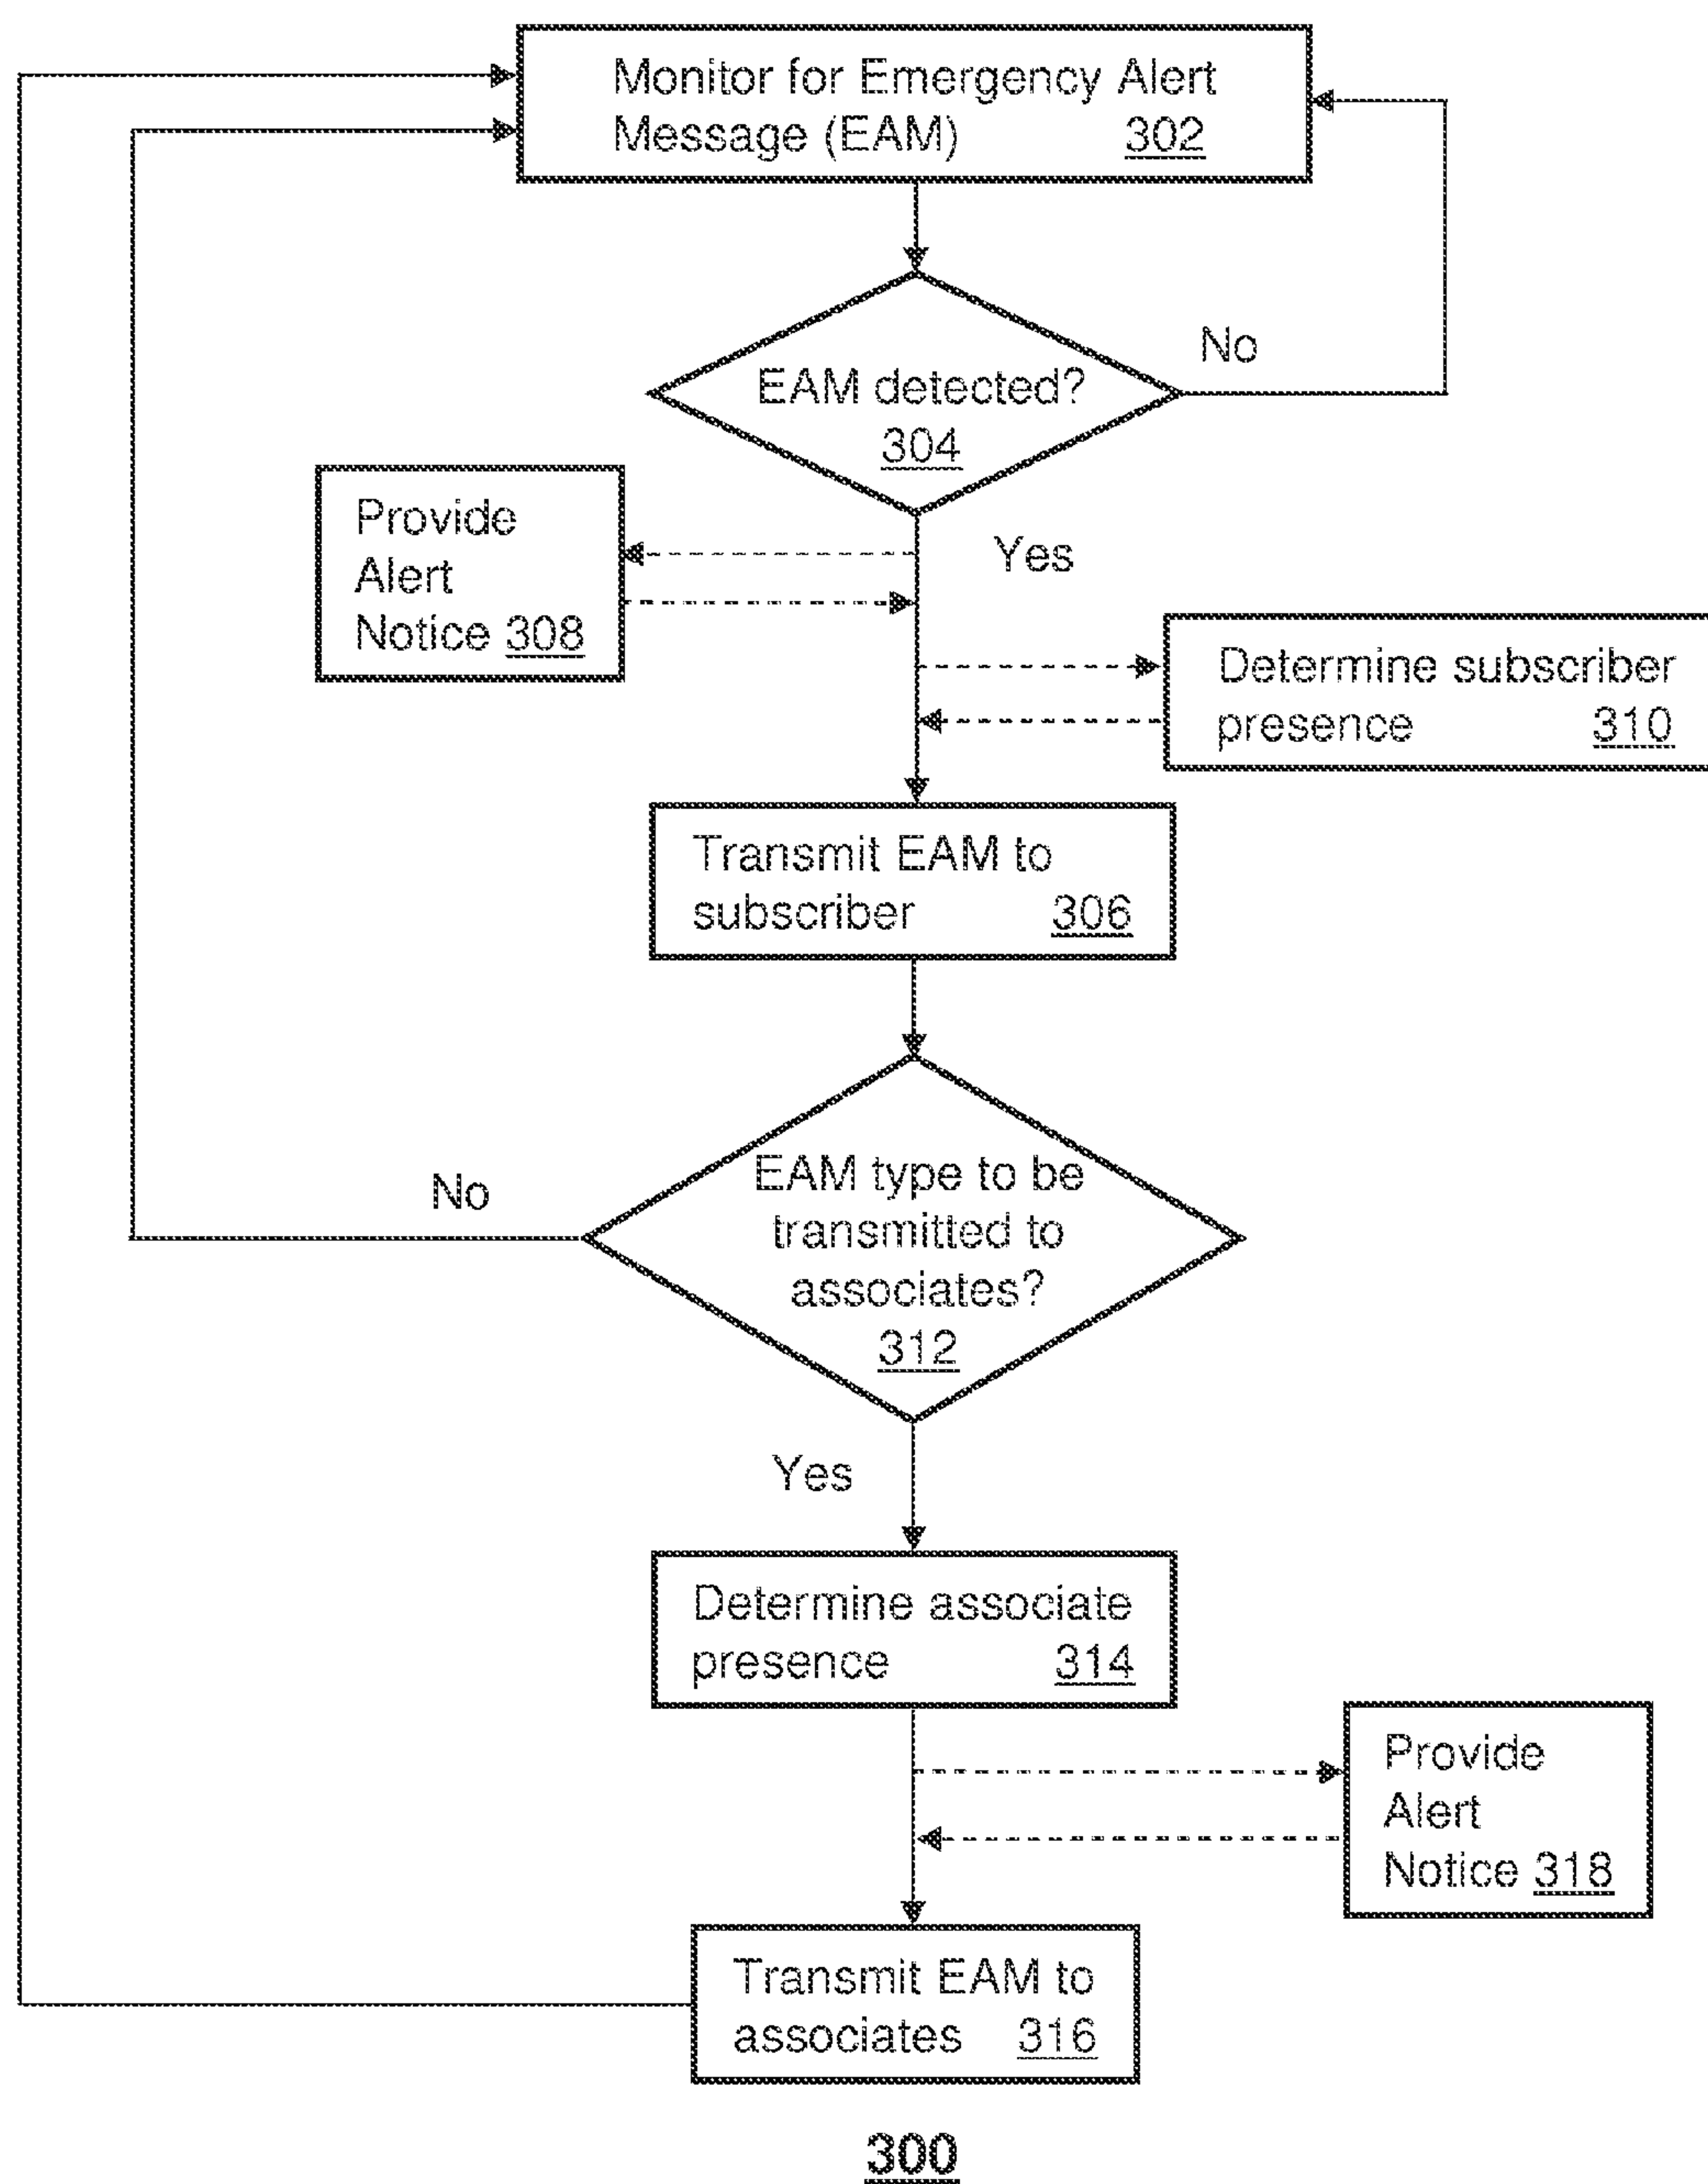 Monitor for Emergency Alert
Message (EAM) 302
EAM detected?
304
No
Yes
Provide
Alert
Notice 308
Determine subscriber
presence 310
Transmit EAM to
subscriber 306
EAM type to be
transmitted to
associates?
312
No
Yes
Determine associate
presence 314
Provide
Alert
Notice 318
Transmit EAM to
associates 316
300